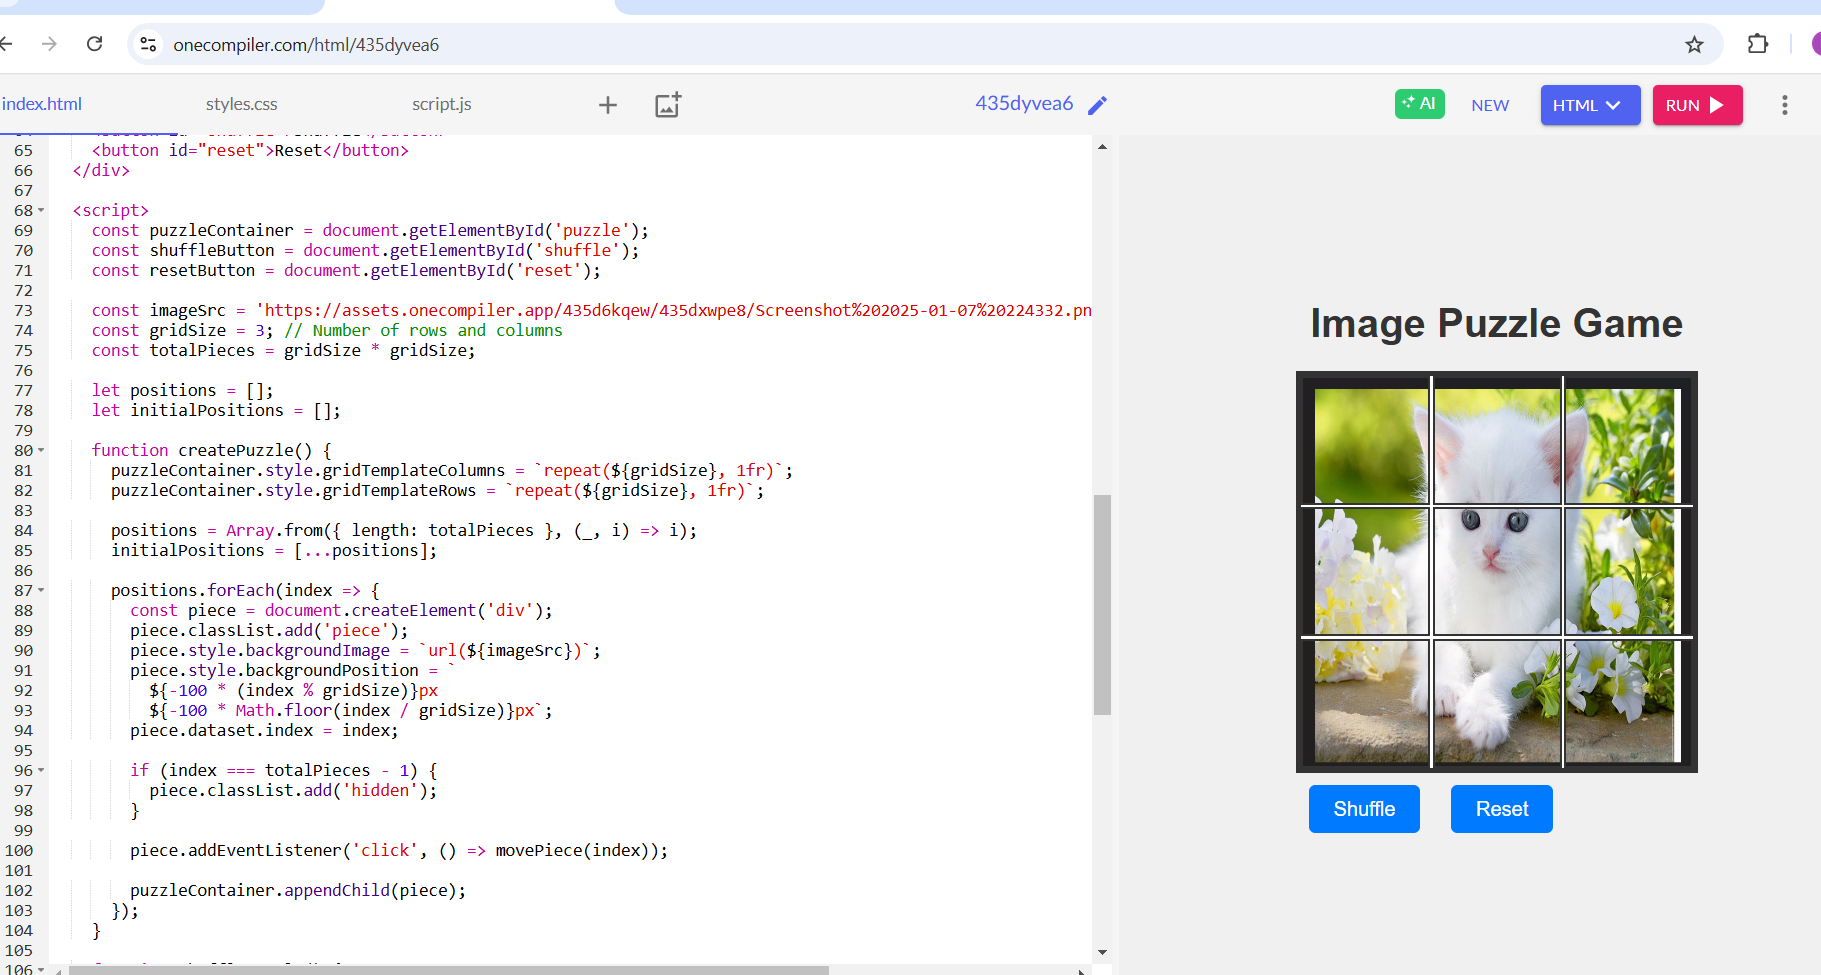 onecompiler.com/html/435dyvea6
index.html styles.css script.js 435dyvea6 AI NEW HTML RUN
65 <button id="reset">Reset</button>
66 </div>
67
68 <script>
69 const puzzleContainer = document.getElementById('puzzle');
70 const shuffleButton = document.getElementById('shuffle');
71 const resetButton = document.getElementById('reset');
72
73 const imageSrc = 'https://assets.onecompiler.app/435d6kqew/435dxwpe8/Screenshot%202025-01-07%20224332.pn
74 const gridSize = 3; // Number of rows and columns
75 const totalPieces = gridSize * gridSize;
76
77 let positions = [];
78 let initialPositions = [];
79
80 function createPuzzle() {
81 puzzleContainer.style.gridTemplateColumns = `repeat(${gridSize}, 1fr)`;
82 puzzleContainer.style.gridTemplateRows = `repeat(${gridSize}, 1fr)`;
83
84 positions = Array.from({ length: totalPieces }, (_, i) => i);
85 initialPositions = [...positions];
86
87 positions.forEach(index => {
88 const piece = document.createElement('div');
89 piece.classList.add('piece');
90 piece.style.backgroundImage = `url(${imageSrc})`;
91 piece.style.backgroundPosition = `
92 ${-100 * (index % gridSize)}px
93 ${-100 * Math.floor(index / gridSize)}px`;
94 piece.dataset.index = index;
95
96 if (index === totalPieces - 1) {
97 piece.classList.add('hidden');
98 }
99
100 piece.addEventListener('click', () => movePiece(index));
101
102 puzzleContainer.appendChild(piece);
103 });
104 }
105
106
Image Puzzle Game
Shuffle Reset